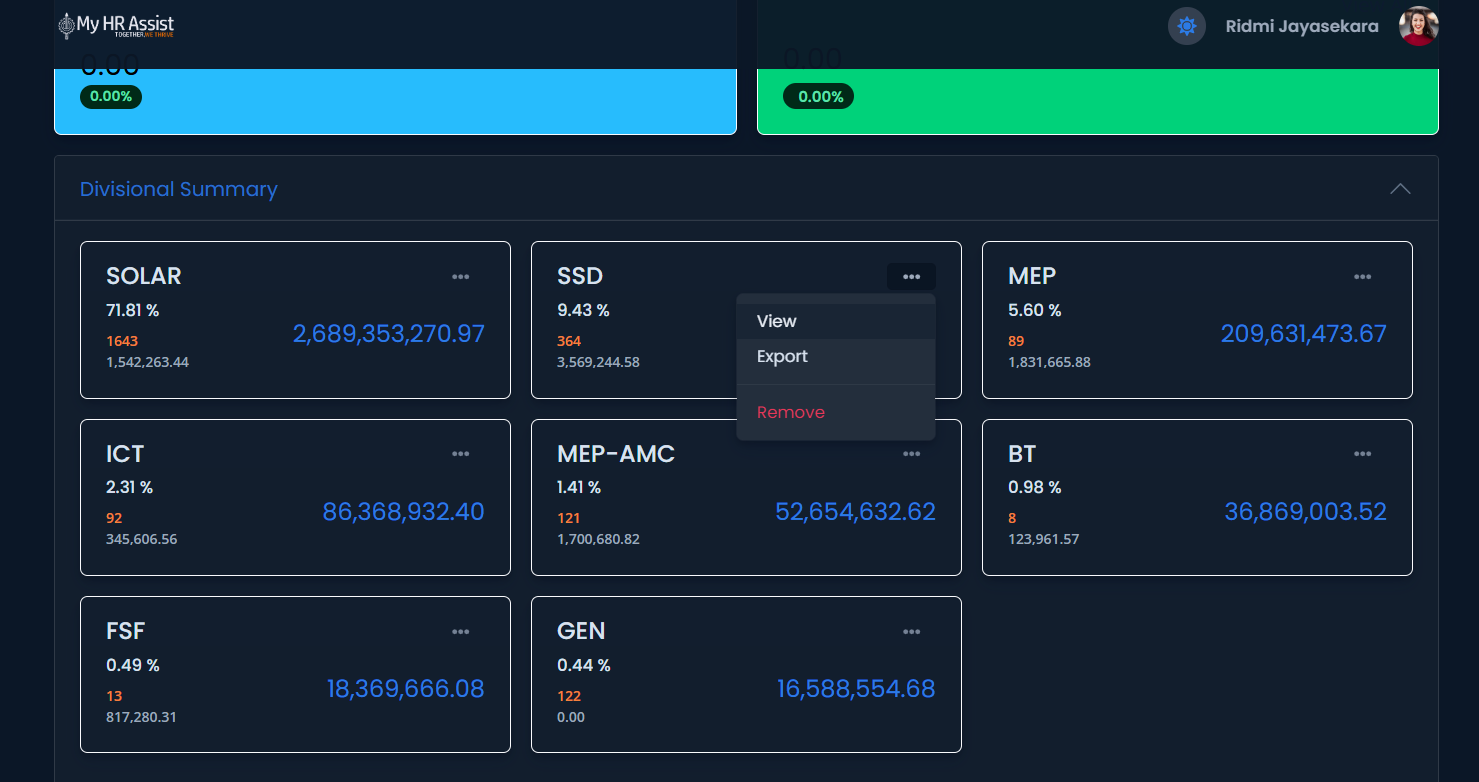 My HR Assist
TOGETHER, WE THRIVE
Ridmi Jayasekara
0.00
0.00%
0.00
0.00%
Divisional Summary
SOLAR
71.81 %
1643
2,689,353,270.97
1,542,263.44
SSD
9.43 %
364
3,569,244.58
View
Export
Remove
MEP
5.60 %
89
209,631,473.67
1,831,665.88
ICT
2.31 %
92
86,368,932.40
345,606.56
MEP-AMC
1.41 %
121
52,654,632.62
1,700,680.82
BT
0.98 %
8
36,869,003.52
123,961.57
FSF
0.49 %
13
18,369,666.08
817,280.31
GEN
0.44 %
122
16,588,554.68
0.00